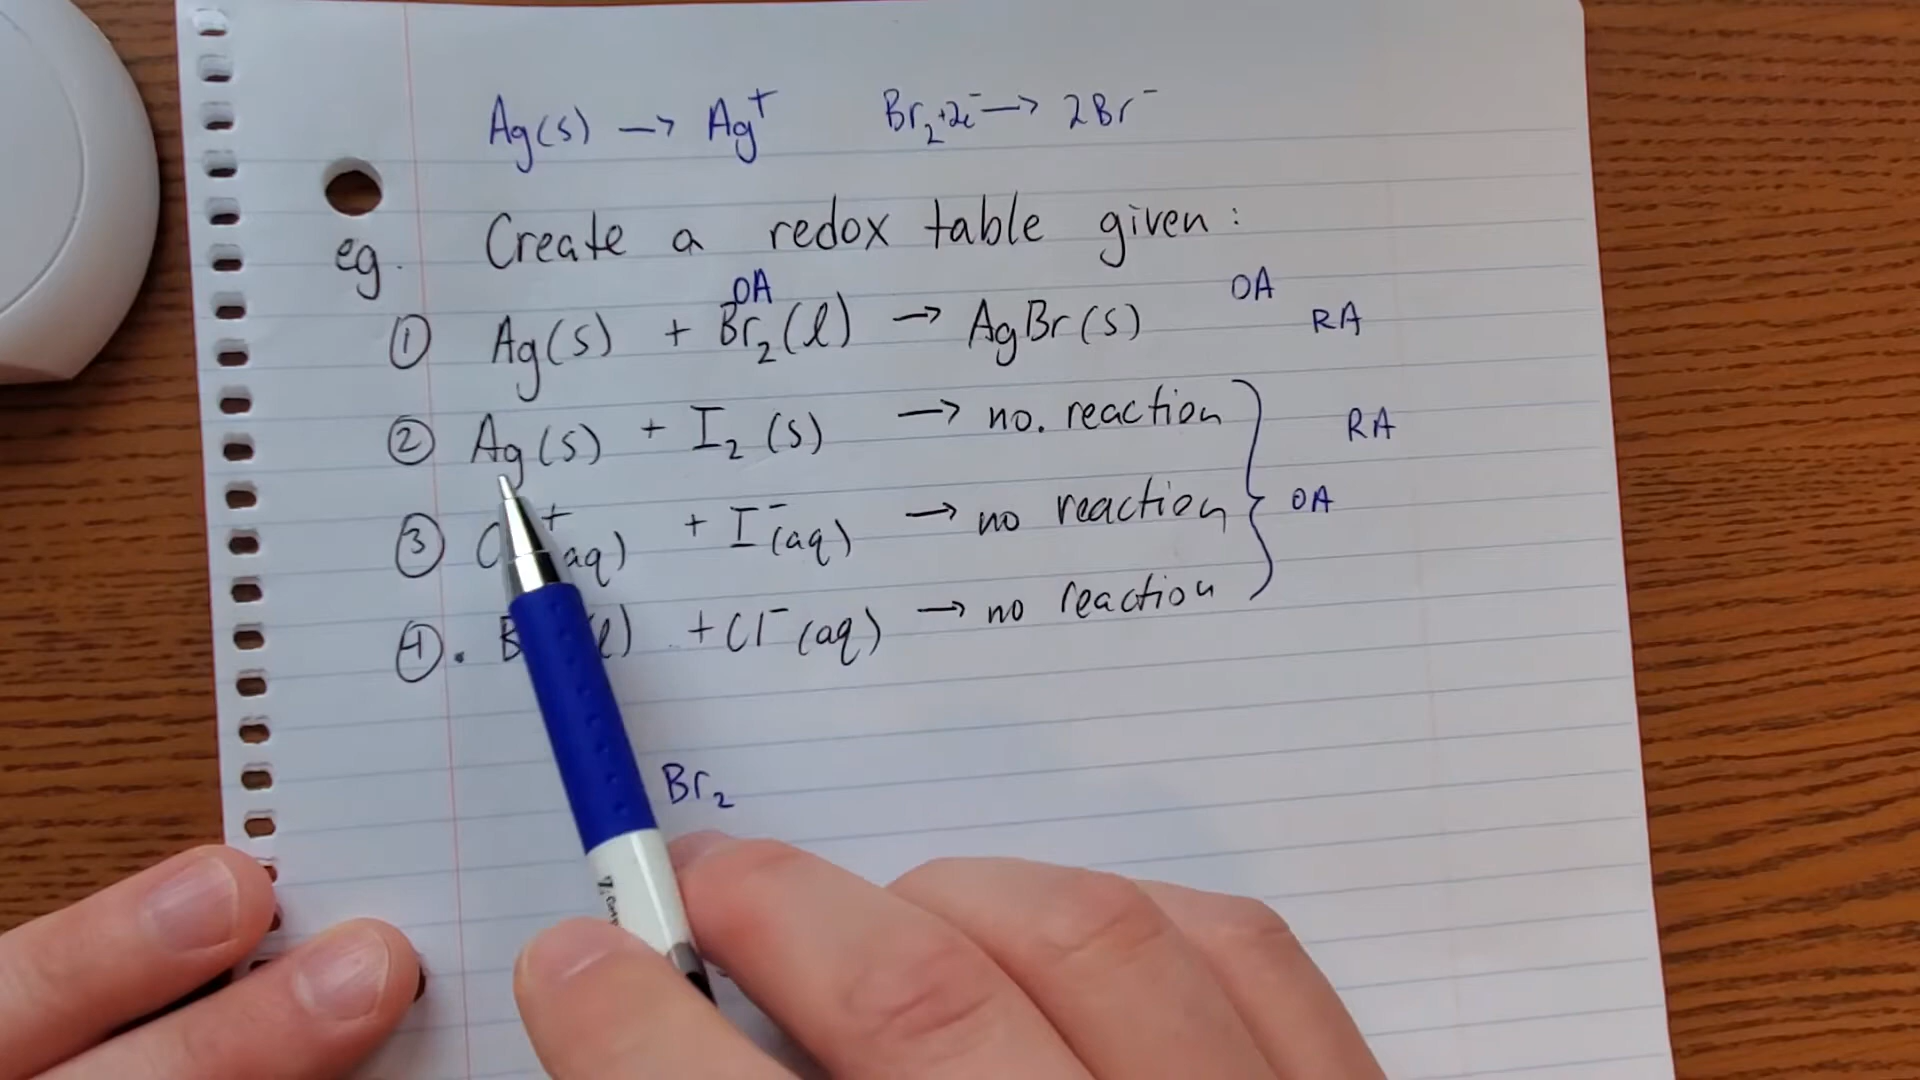 Ag(s) → Ag⁺ Br₂+2e⁻ → 2Br⁻
eg. Create a redox table given:
OA OA
① Ag(s) + Br₂(l) → AgBr(s) RA
② Ag(s) + I₂(s) → no. reaction RA
③ + I⁻(aq) → no reaction OA
④. + Cl⁻(aq) → no reaction
Br₂